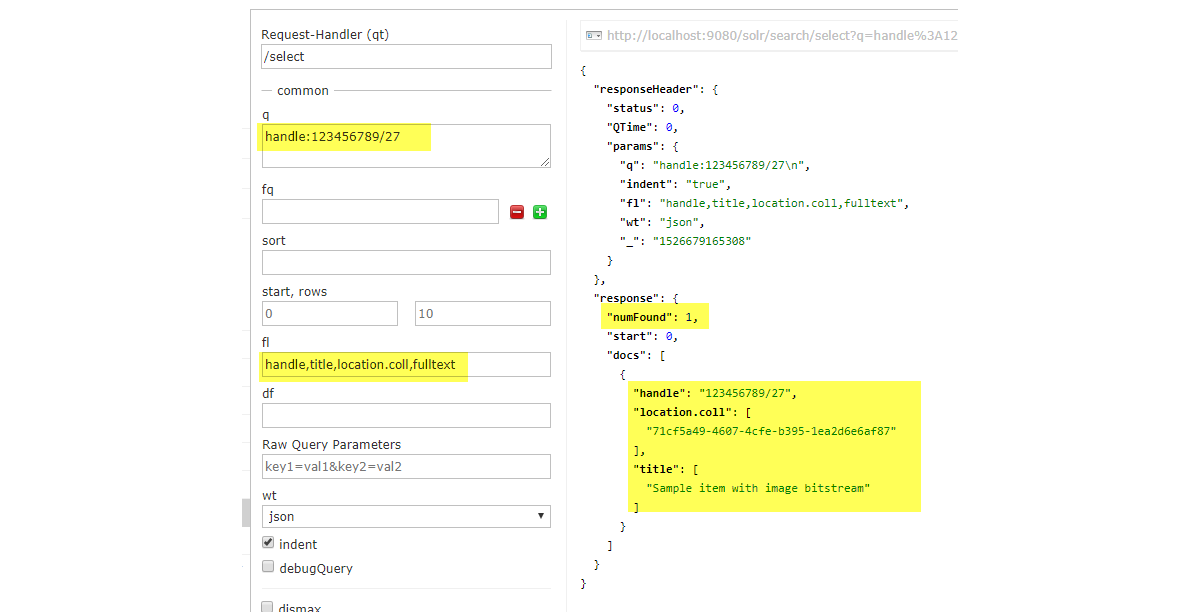 Request-Handler (qt)
/select
common
q
handle:123456789/27
fq
sort
start, rows
0 10
fl
handle,title,location.coll,fulltext
df
Raw Query Parameters
key1=val1&key2=val2
wt
json
indent
debugQuery
dismax
http://localhost:9080/solr/search/select?q=handle%3A12
{
"responseHeader": {
"status": 0,
"QTime": 0,
"params": {
"q": "handle:123456789/27\n",
"indent": "true",
"fl": "handle,title,location.coll,fulltext",
"wt": "json",
"_": "1526679165308"
}
},
"response": {
"numFound": 1,
"start": 0,
"docs": [
{
"handle": "123456789/27",
"location.coll": [
"71cf5a49-4607-4cfe-b395-1ea2d6e6af87"
],
"title": [
"Sample item with image bitstream"
]
}
]
}
}